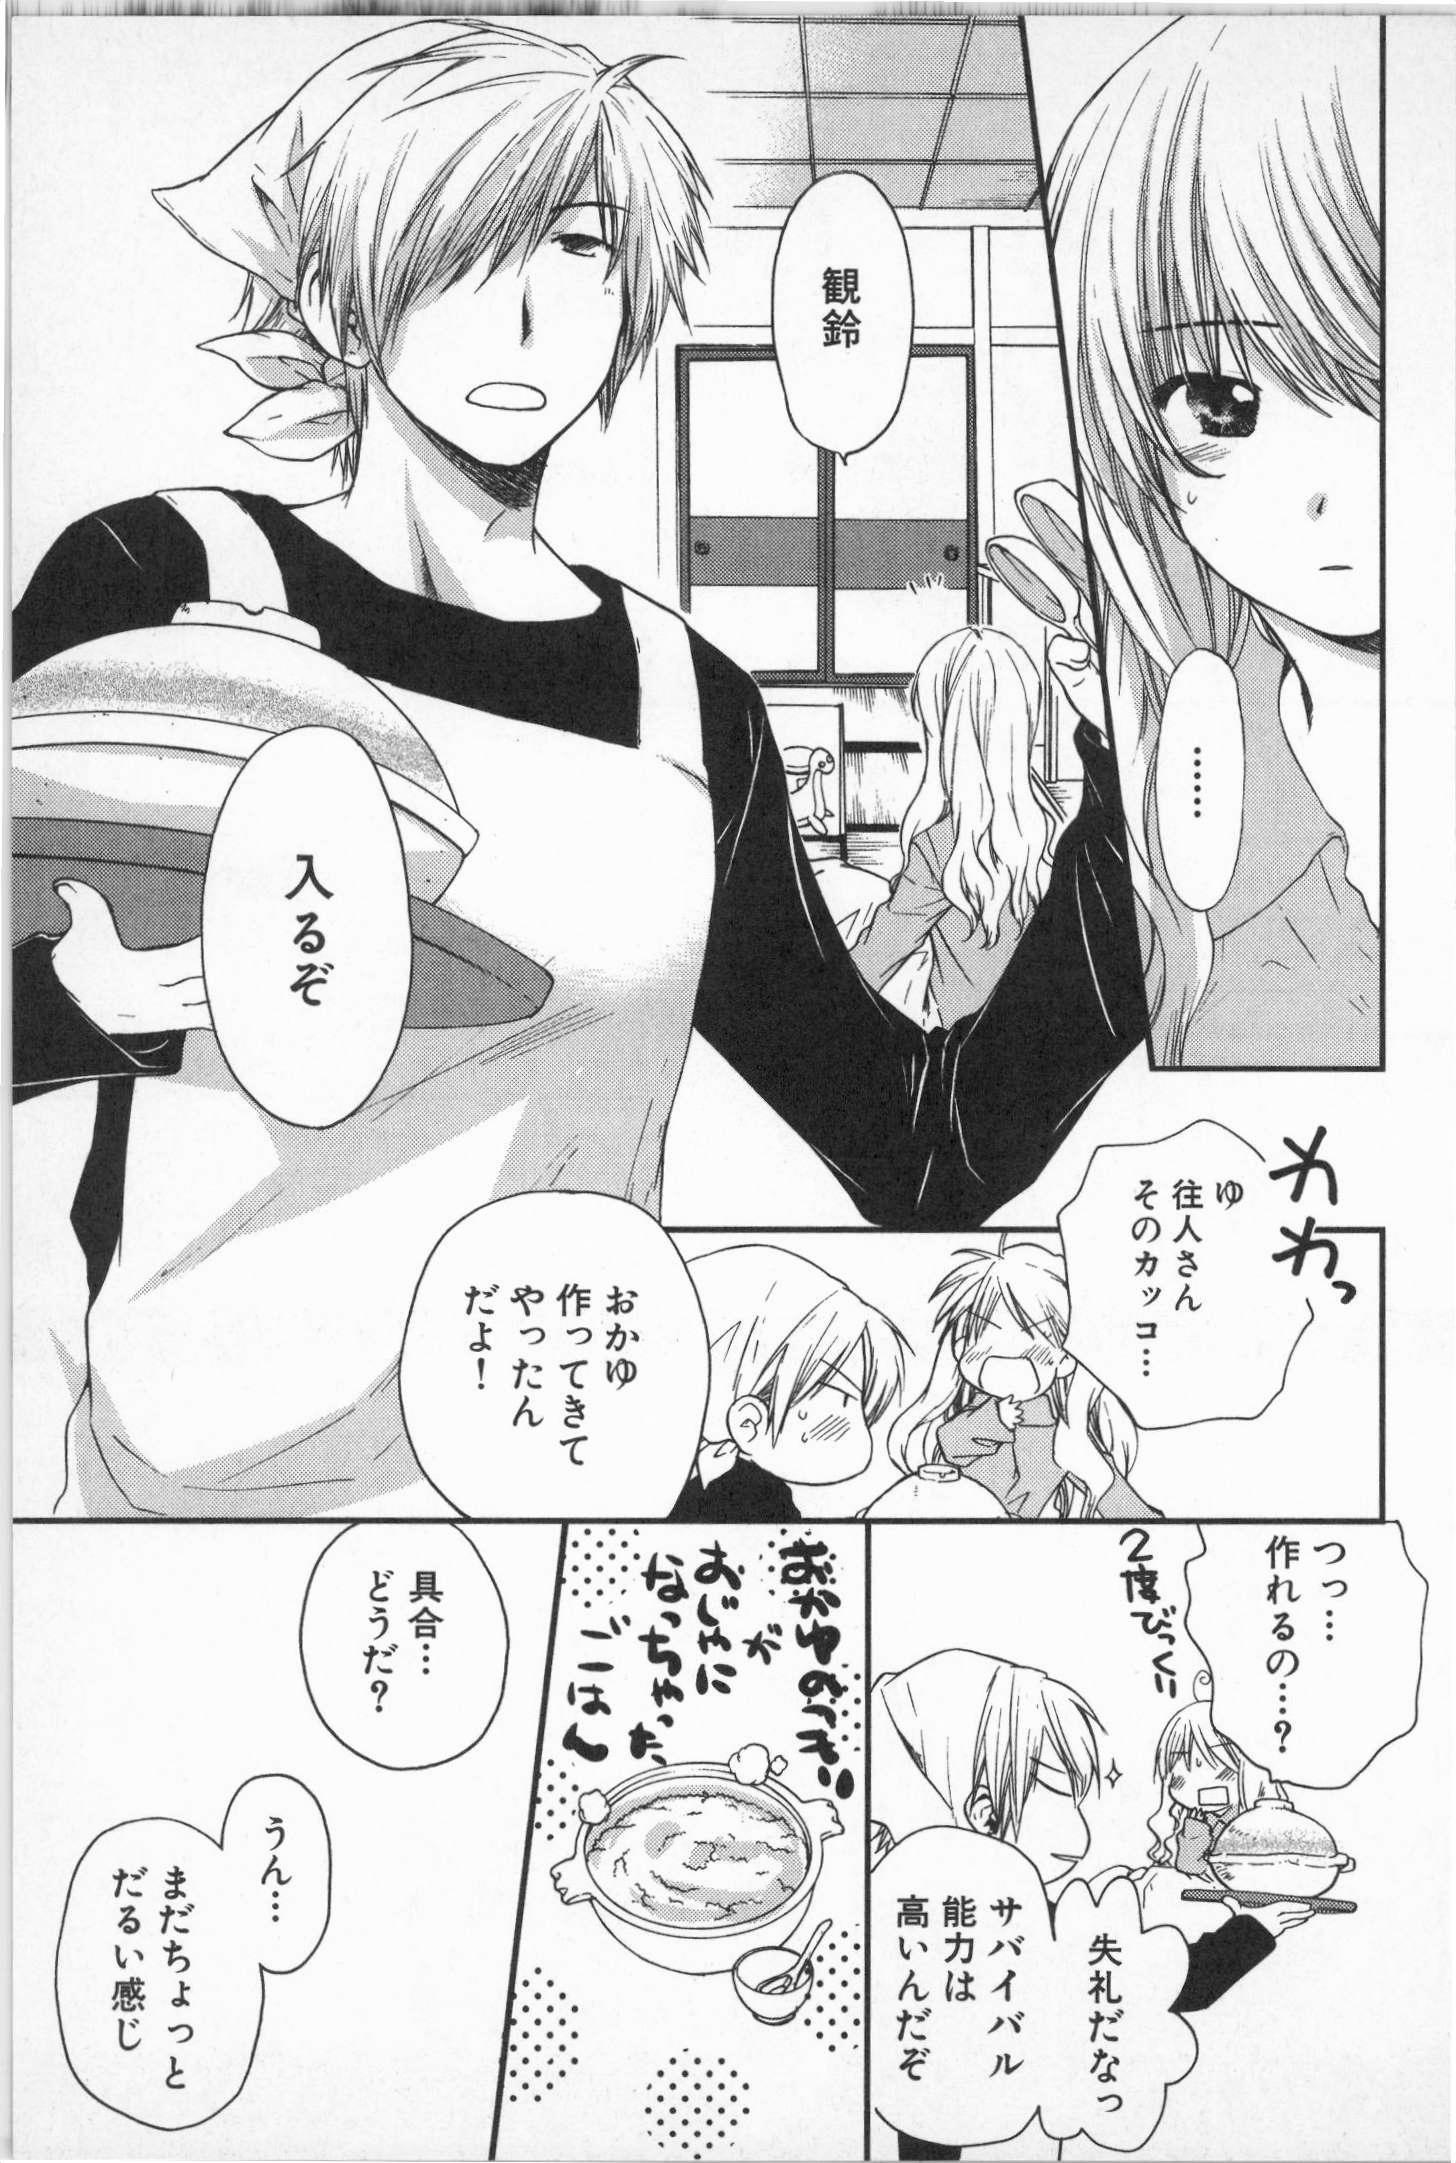 ……
観鈴
入るぞ
わ
わっ
ゆ
往人さん
そのカッコ…
おかゆ
作ってきて
やったん
だよ！
つっ…
作れるの…？
2度びっくり
失礼だなっ
サバイバル
能力は
高いんだぞ
おかゆのつもり
が
おじやに
なっちゃった
ごはん
具合…
どうだ？
うん…
まだちょっと
だるい感じ